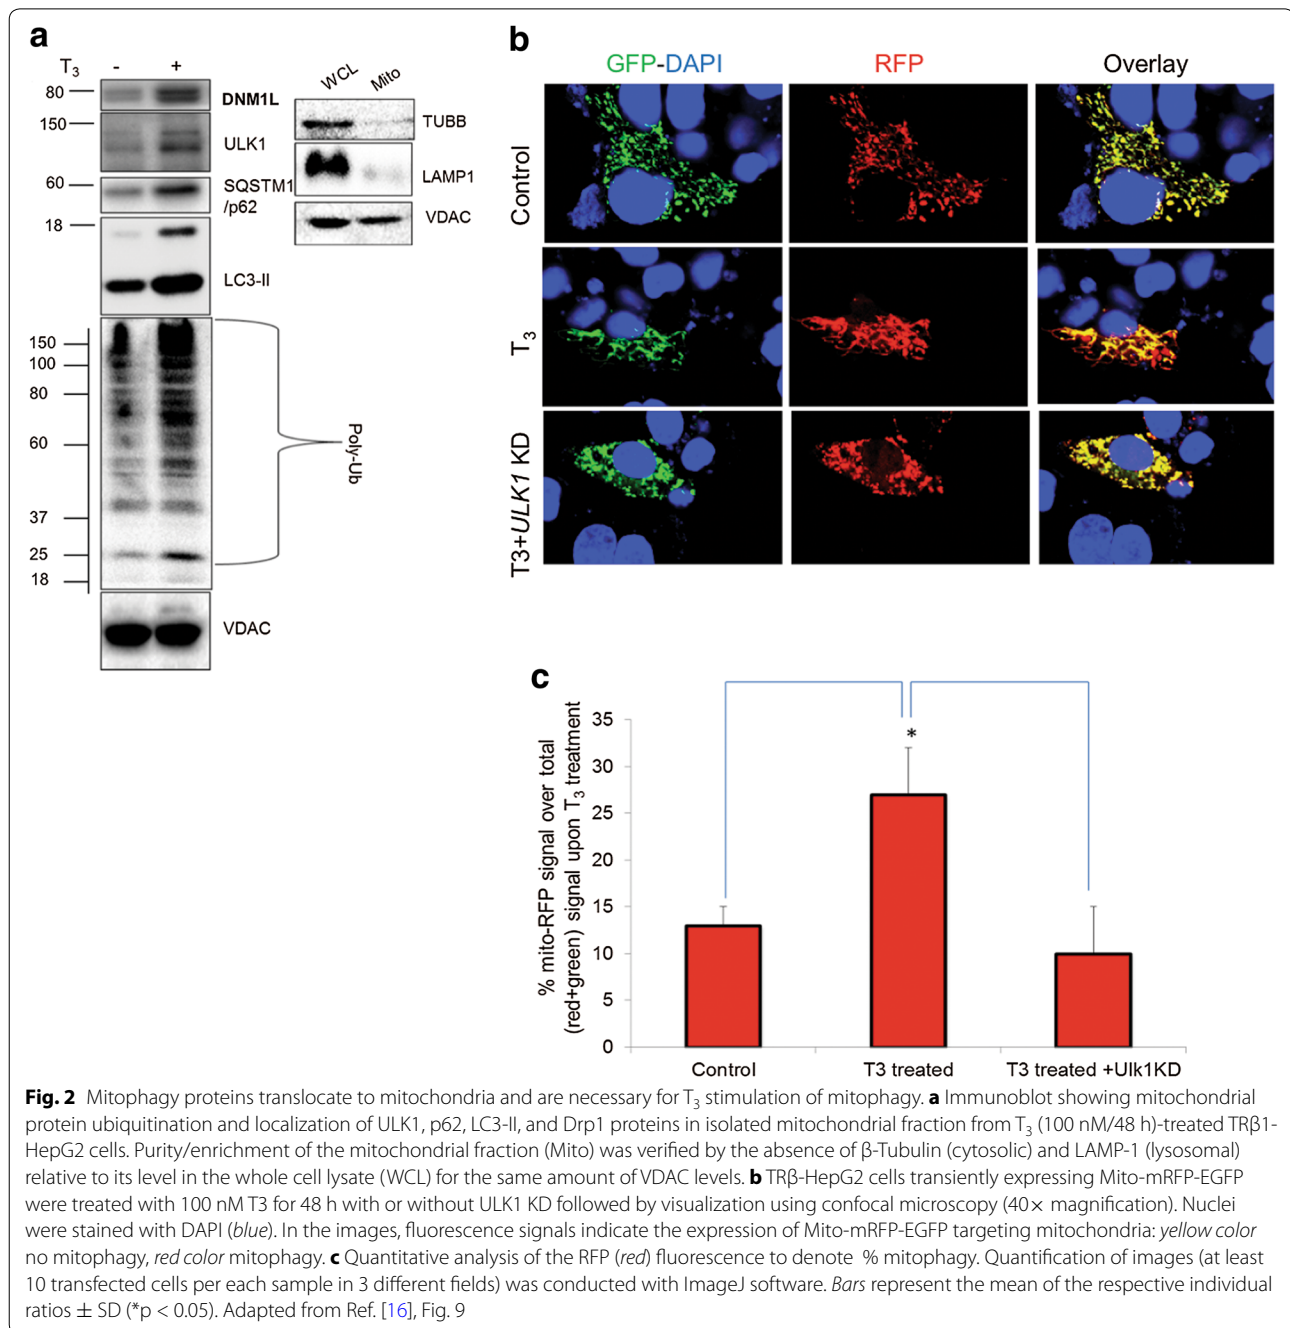 a
T3 - +
80
DNM1L
150
ULK1
60
SQSTM1
/p62
18
LC3-II
150
100
80
60
37
25
18
Poly-Ub
VDAC
WCL Mito
TUBB
LAMP1
VDAC
b
GFP-DAPI RFP Overlay
Control
T3
T3+ULK1 KD
c
% mito-RFP signal over total
(red+green) signal upon T3 treatment
35
30
25
20
15
10
5
0
*
Control T3 treated T3 treated +Ulk1KD
Fig. 2 Mitophagy proteins translocate to mitochondria and are necessary for T3 stimulation of mitophagy. a Immunoblot showing mitochondrial
protein ubiquitination and localization of ULK1, p62, LC3-II, and Drp1 proteins in isolated mitochondrial fraction from T3 (100 nM/48 h)-treated TRβ1-
HepG2 cells. Purity/enrichment of the mitochondrial fraction (Mito) was verified by the absence of β-Tubulin (cytosolic) and LAMP-1 (lysosomal)
relative to its level in the whole cell lysate (WCL) for the same amount of VDAC levels. b TRβ-HepG2 cells transiently expressing Mito-mRFP-EGFP
were treated with 100 nM T3 for 48 h with or without ULK1 KD followed by visualization using confocal microscopy (40× magnification). Nuclei
were stained with DAPI (blue). In the images, fluorescence signals indicate the expression of Mito-mRFP-EGFP targeting mitochondria: yellow color
no mitophagy, red color mitophagy. c Quantitative analysis of the RFP (red) fluorescence to denote % mitophagy. Quantification of images (at least
10 transfected cells per each sample in 3 different fields) was conducted with ImageJ software. Bars represent the mean of the respective individual
ratios ± SD (*p < 0.05). Adapted from Ref. [16], Fig. 9